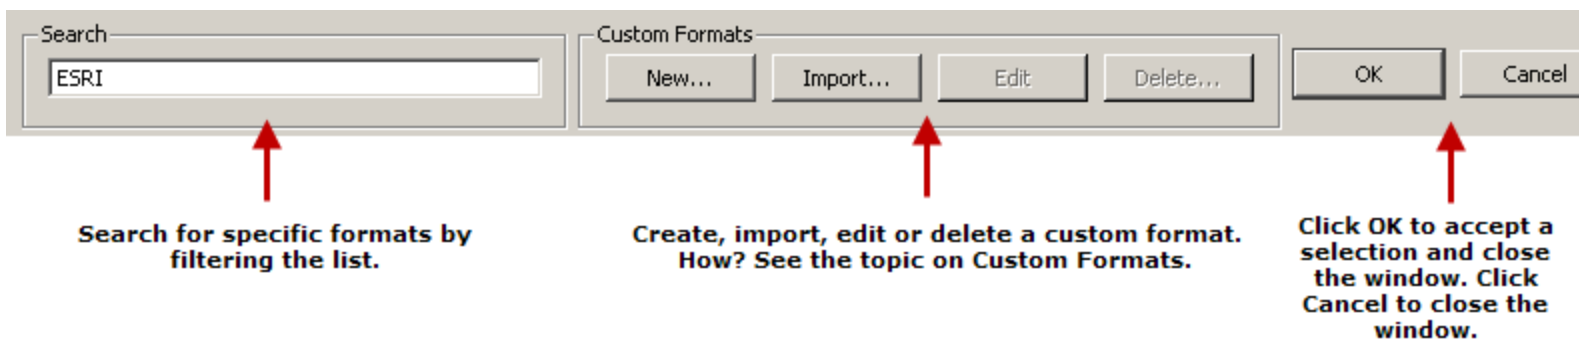 Search
ESRI
Custom Formats
New...
Import...
Edit
Delete...
OK
Cancel
Search for specific formats by
filtering the list.
Create, import, edit or delete a custom format.
How? See the topic on Custom Formats.
Click OK to accept a
selection and close
the window. Click
Cancel to close the
window.